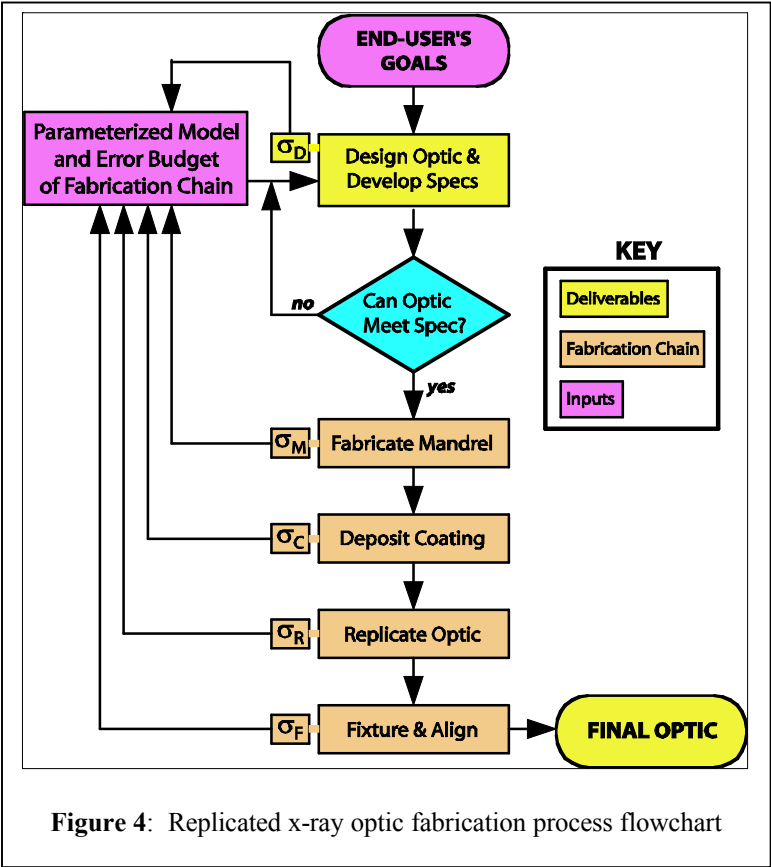 END-USER'S
GOALS
Parameterized Model
and Error Budget
of Fabrication Chain
σD
Design Optic &
Develop Specs
KEY
Deliverables
Fabrication Chain
Inputs
no
Can Optic
Meet Spec?
yes
σM
Fabricate Mandrel
σC
Deposit Coating
σR
Replicate Optic
σF
Fixture & Align
FINAL OPTIC
Figure 4: Replicated x-ray optic fabrication process flowchart